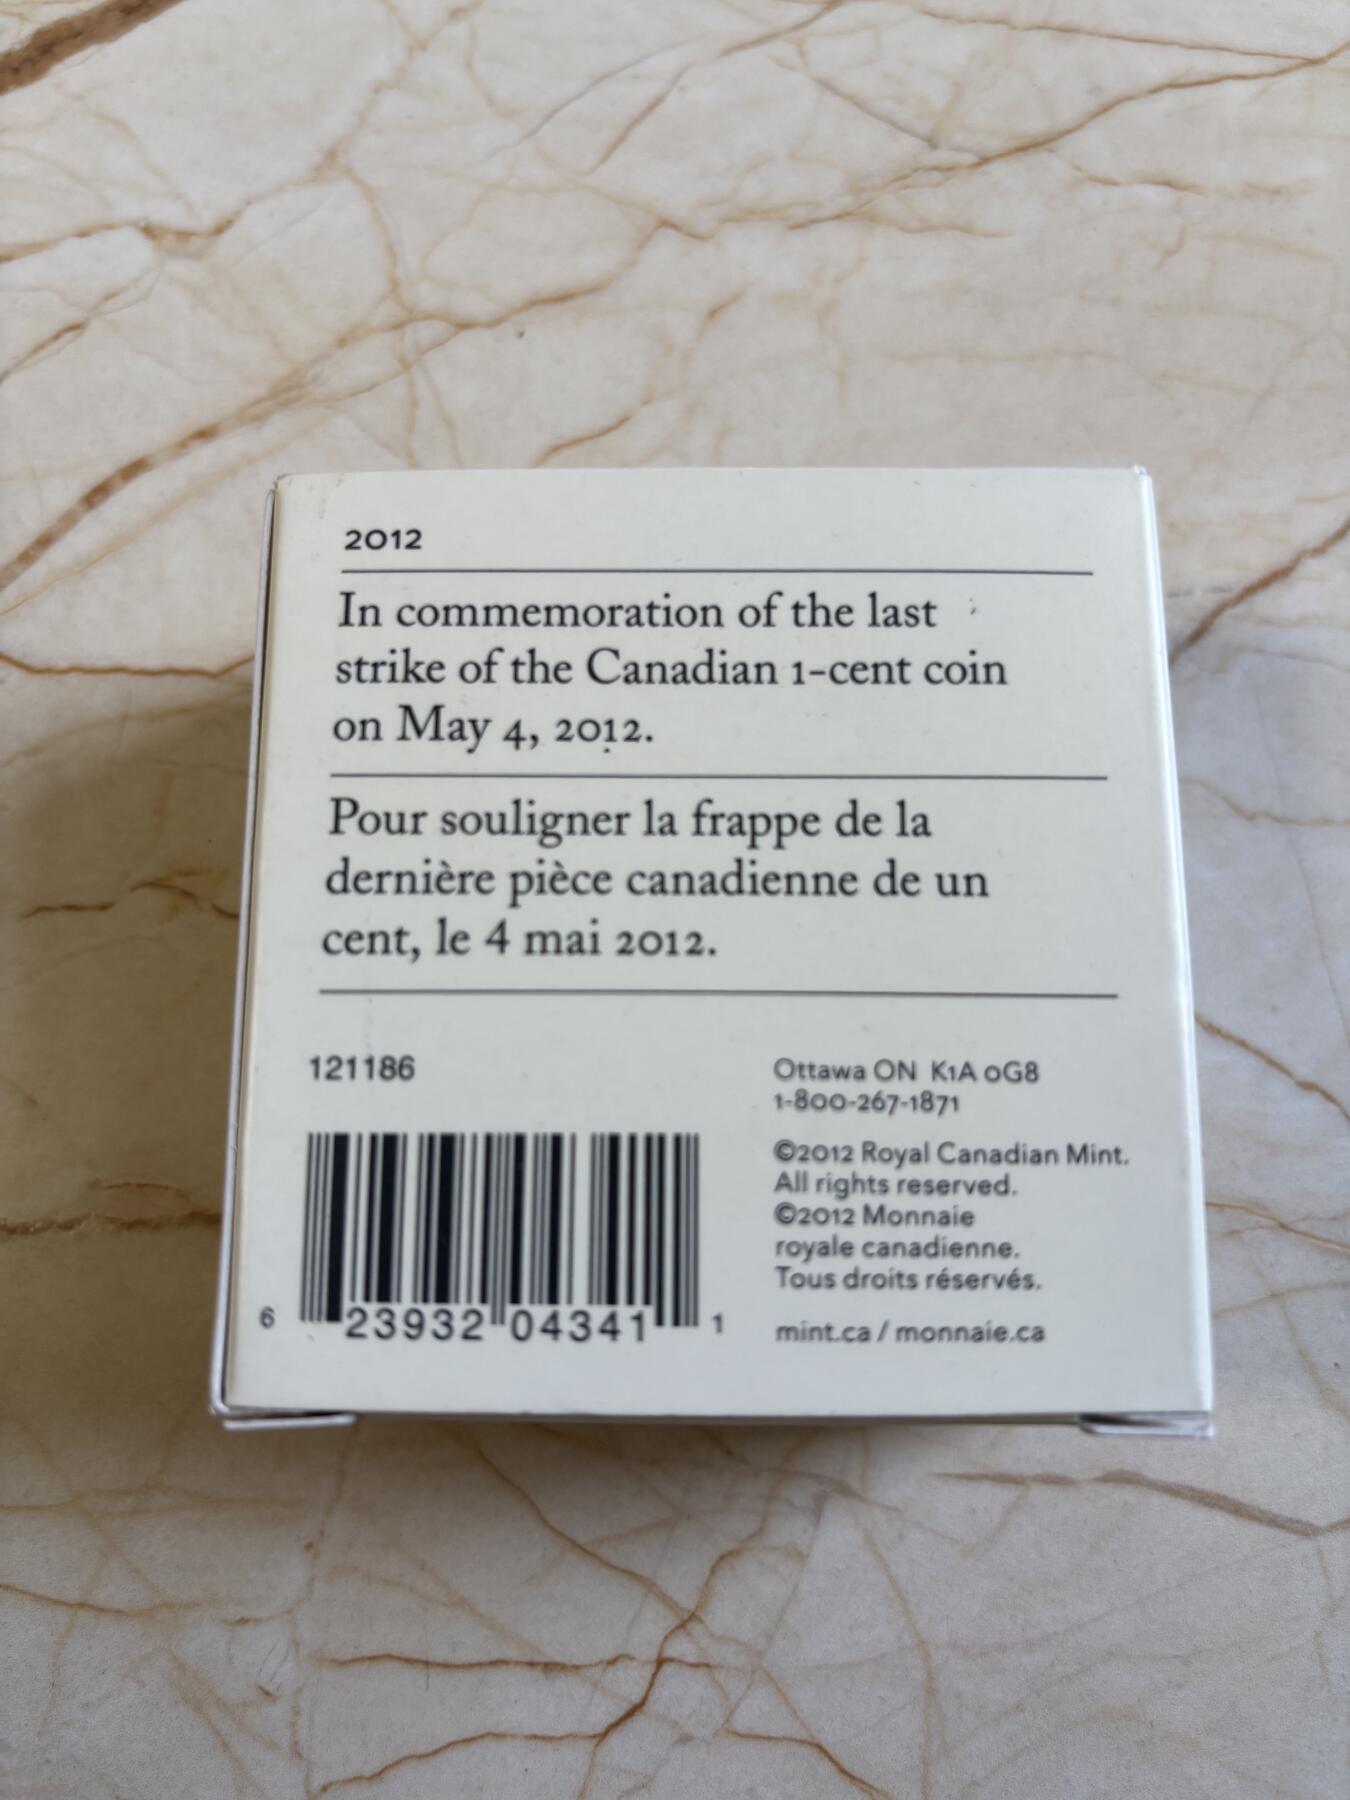 2012
In commemoration of the last
strike of the Canadian 1-cent coin
on May 4, 2012.
Pour souligner la frappe de la
dernière pièce canadienne de un
cent, le 4 mai 2012.
121186
6 23932 04341 1
Ottawa ON K1A 0G8
1-800-267-1871
©2012 Royal Canadian Mint.
All rights reserved.
©2012 Monnaie
royale canadienne.
Tous droits réservés.
mint.ca / monnaie.ca